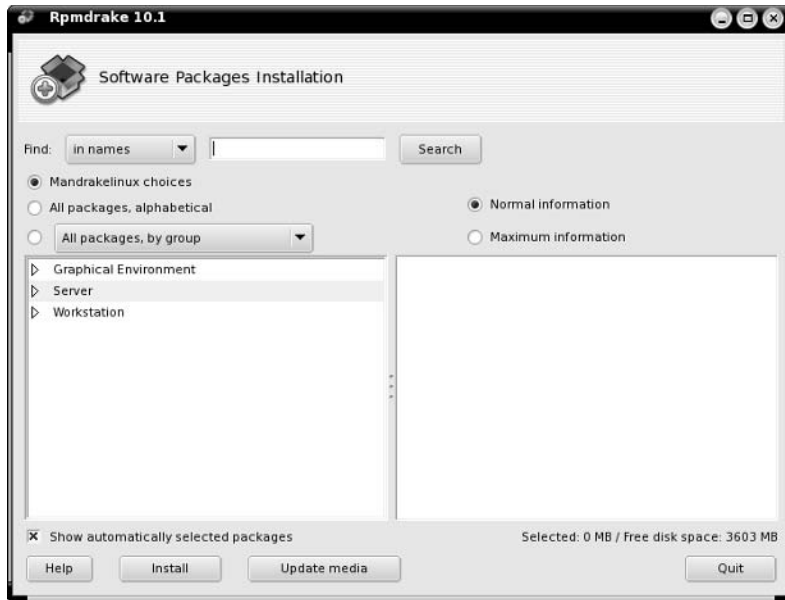 Rpmdrake 10.1
Software Packages Installation
Find: in names Search
Mandrakelinux choices
All packages, alphabetical
Normal information
All packages, by group
Maximum information
Graphical Environment
Server
Workstation
Show automatically selected packages
Selected: 0 MB / Free disk space: 3603 MB
Help Install Update media Quit